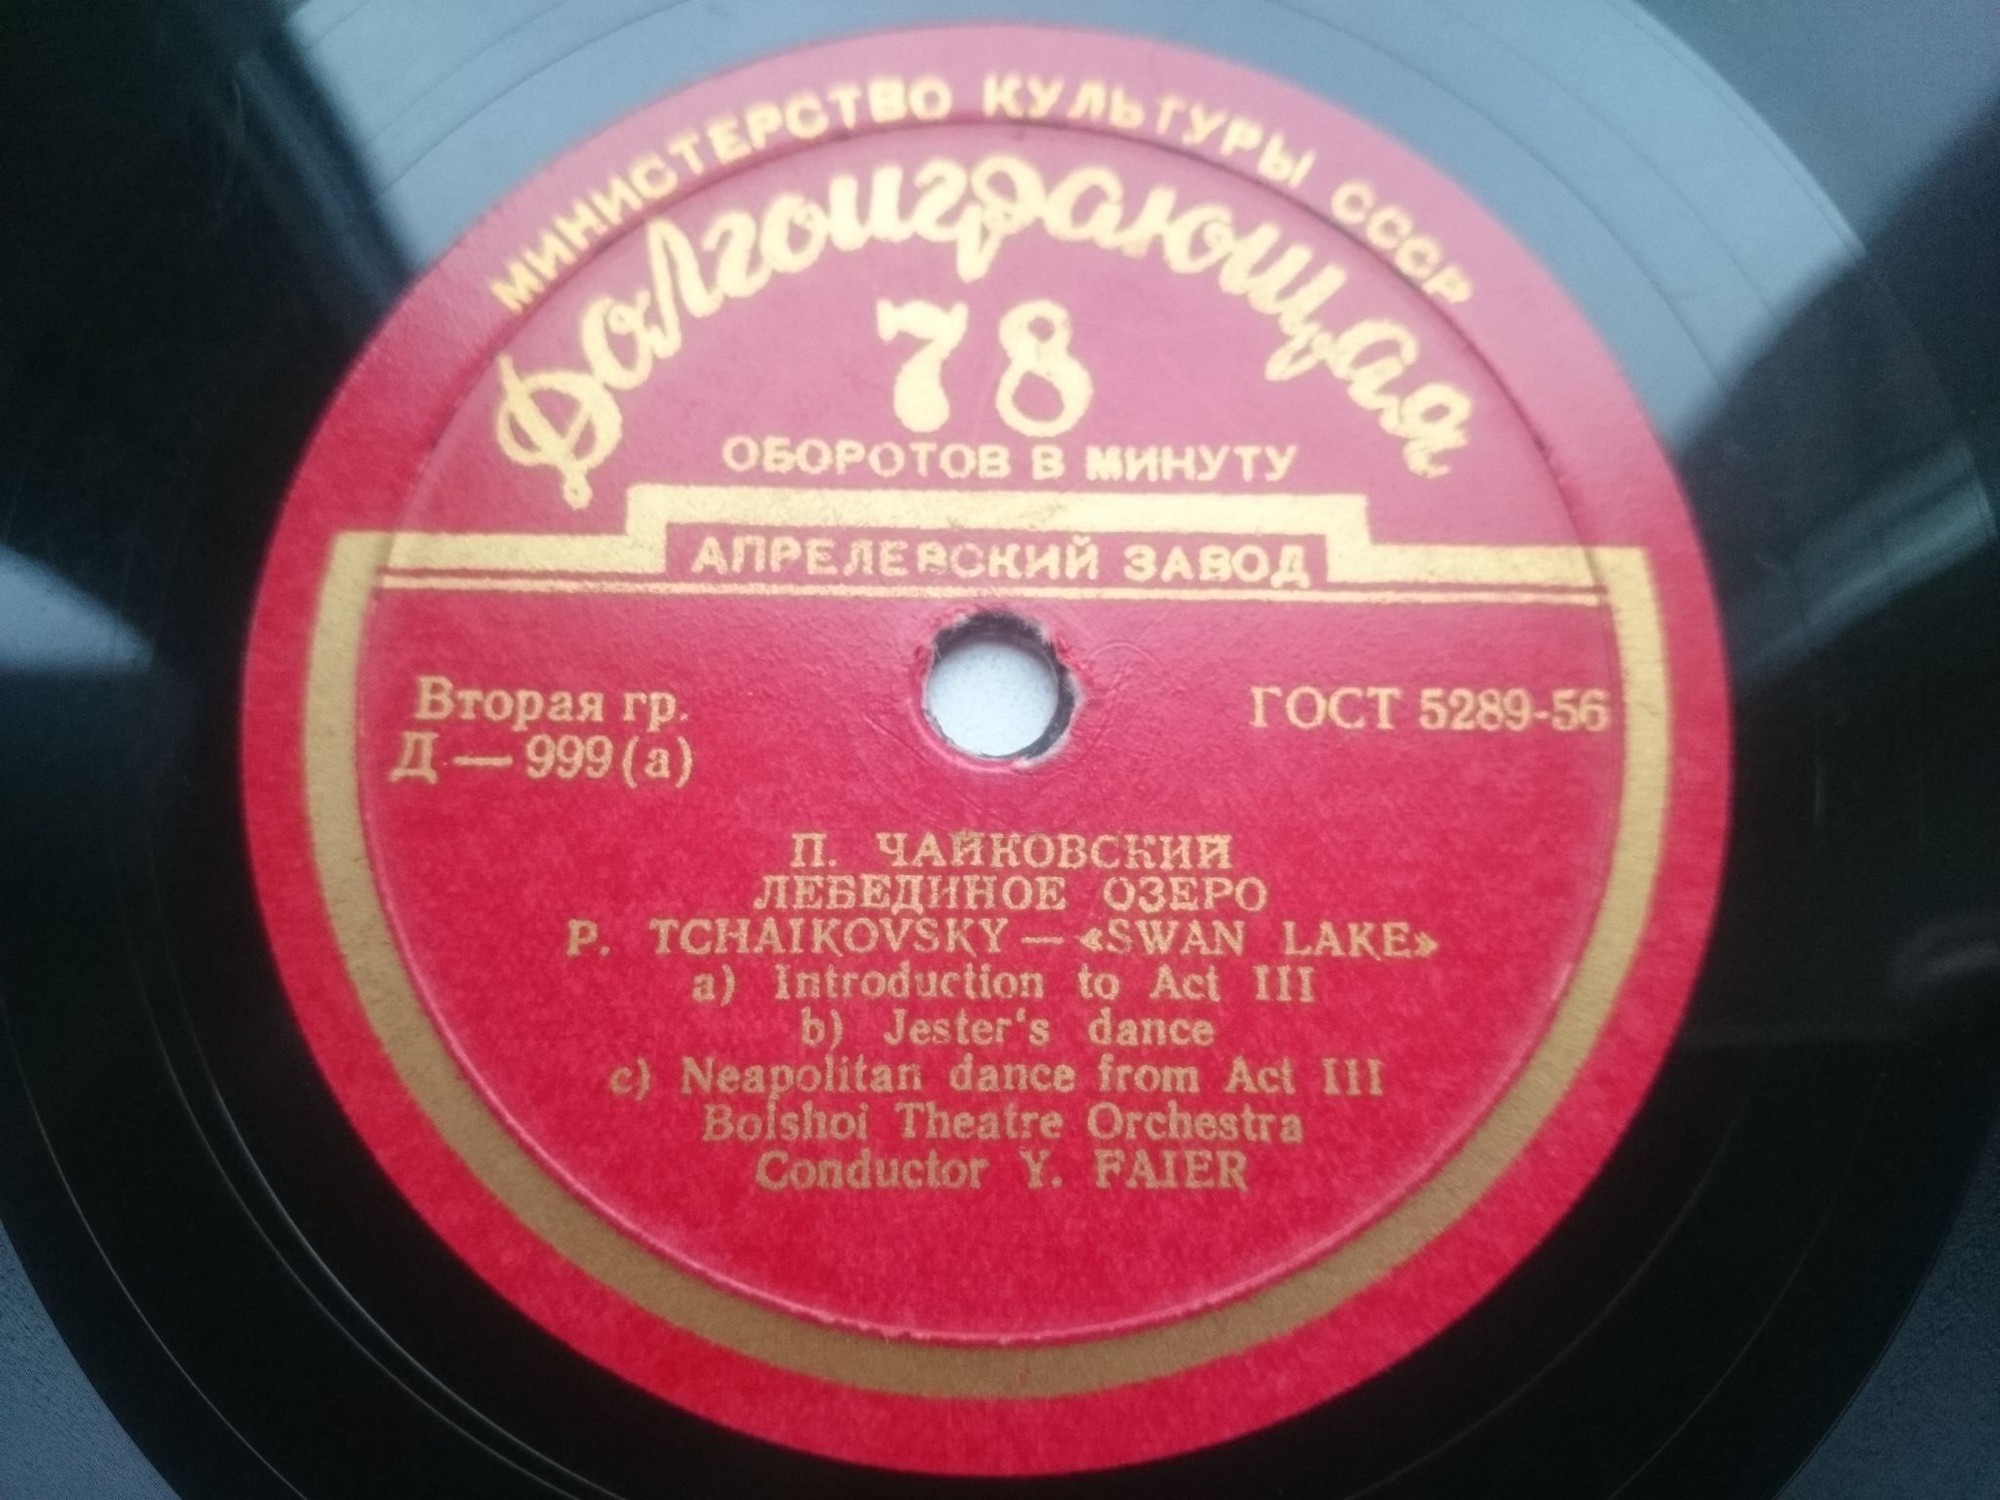 МИНИСТЕРСТВО КУЛЬТУРЫ СССР
Долгоиграющая
78
ОБОРОТОВ В МИНУТУ
АПРЕЛЕВСКИЙ ЗАВОД
Вторая гр.
Д — 999 (а)
ГОСТ 5289-56
П. ЧАЙКОВСКИЙ
ЛЕБЕДИНОЕ ОЗЕРО
P. TCHAIKOVSKY — «SWAN LAKE»
a) Introduction to Act III
b) Jester‘s dance
c) Neapolitan dance from Act III
Bolshoi Theatre Orchestra
Conductor Y. FAIER